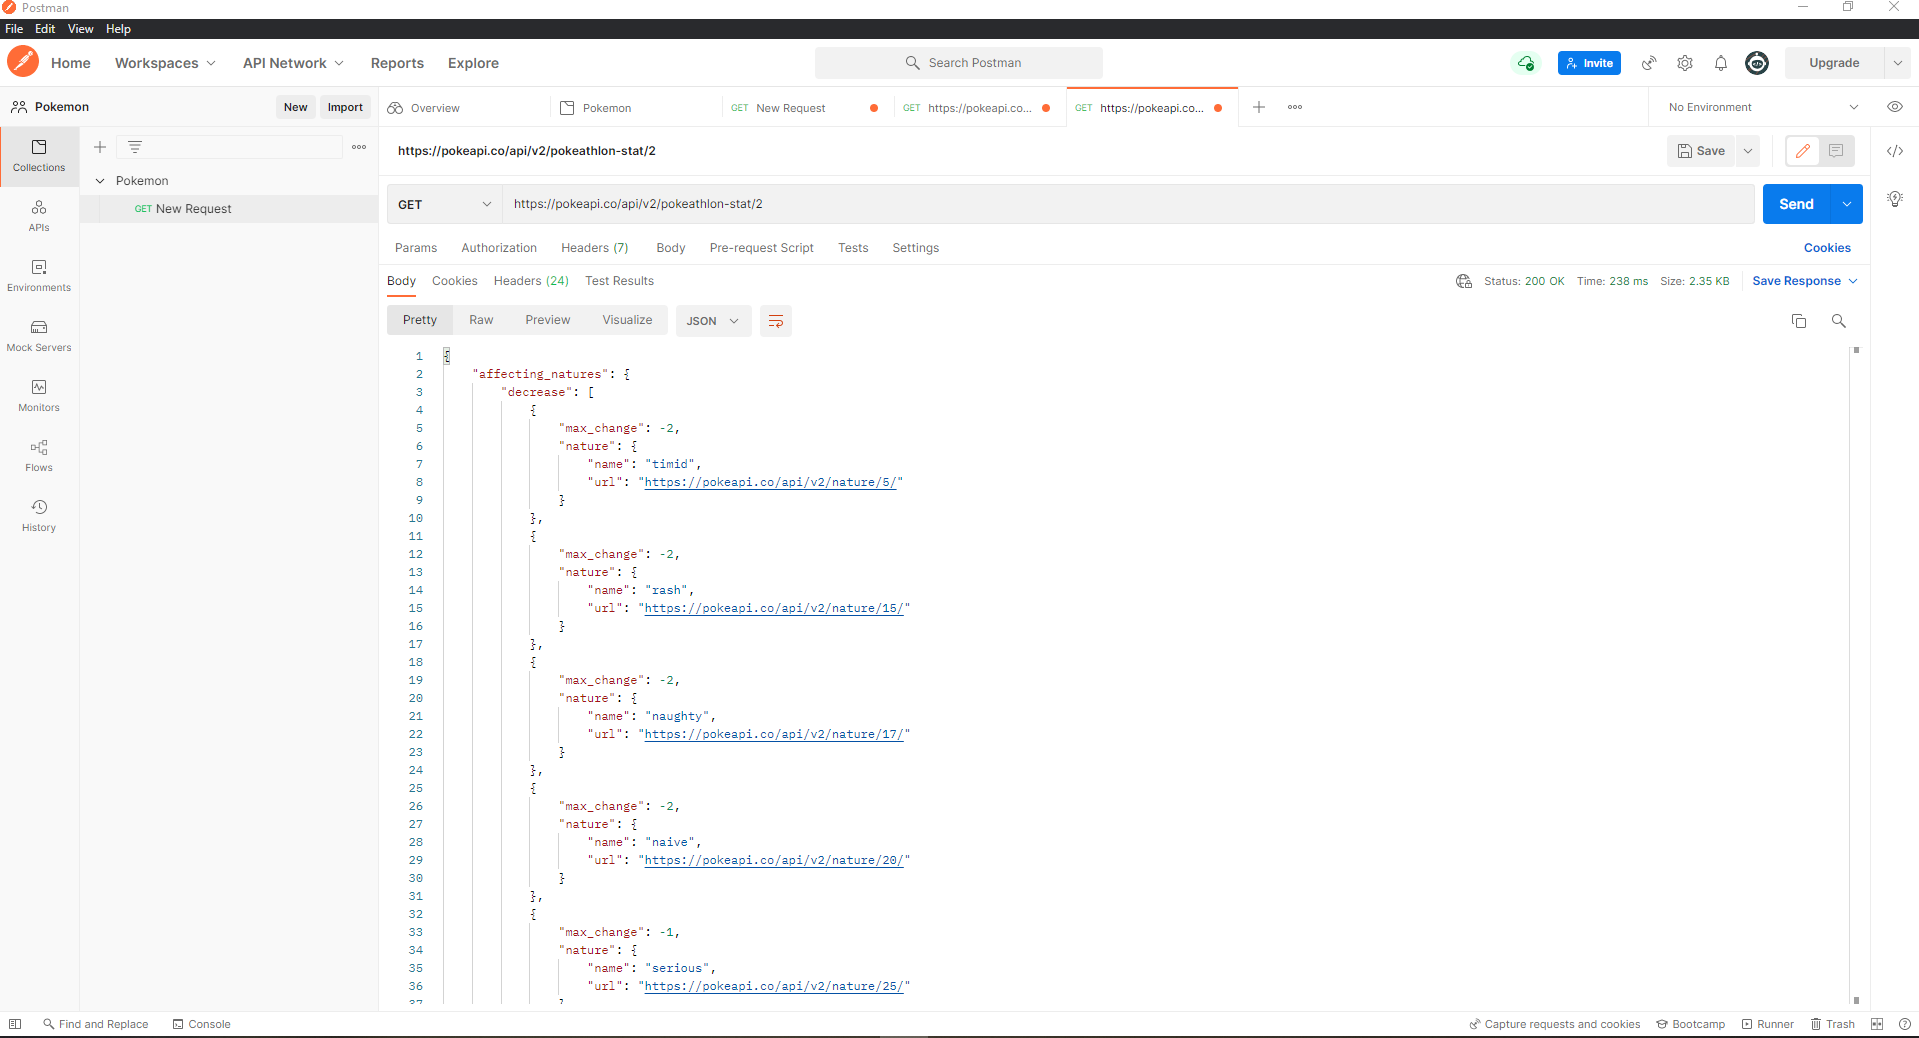 Postman
File Edit View Help
Home Workspaces API Network Reports Explore Search Postman Invite Upgrade
Pokemon New Import Overview Pokemon GET New Request GET https://pokeapi.co... GET https://pokeapi.co... No Environment
Collections
APIs
Environments
Mock Servers
Monitors
Flows
History
Pokemon
GET New Request
https://pokeapi.co/api/v2/pokeathlon-stat/2 Save
GET https://pokeapi.co/api/v2/pokeathlon-stat/2 Send
Params Authorization Headers (7) Body Pre-request Script Tests Settings Cookies
Body Cookies Headers (24) Test Results Status: 200 OK Time: 238 ms Size: 2.35 KB Save Response
Pretty Raw Preview Visualize JSON
1 {
2 "affecting_natures": {
3 "decrease": [
4 {
5 "max_change": -2,
6 "nature": {
7 "name": "timid",
8 "url": "https://pokeapi.co/api/v2/nature/5/"
9 }
10 },
11 {
12 "max_change": -2,
13 "nature": {
14 "name": "rash",
15 "url": "https://pokeapi.co/api/v2/nature/15/"
16 }
17 },
18 {
19 "max_change": -2,
20 "nature": {
21 "name": "naughty",
22 "url": "https://pokeapi.co/api/v2/nature/17/"
23 }
24 },
25 {
26 "max_change": -2,
27 "nature": {
28 "name": "naive",
29 "url": "https://pokeapi.co/api/v2/nature/20/"
30 }
31 },
32 {
33 "max_change": -1,
34 "nature": {
35 "name": "serious",
36 "url": "https://pokeapi.co/api/v2/nature/25/"
37 }
Find and Replace Console Capture requests and cookies Bootcamp Runner Trash